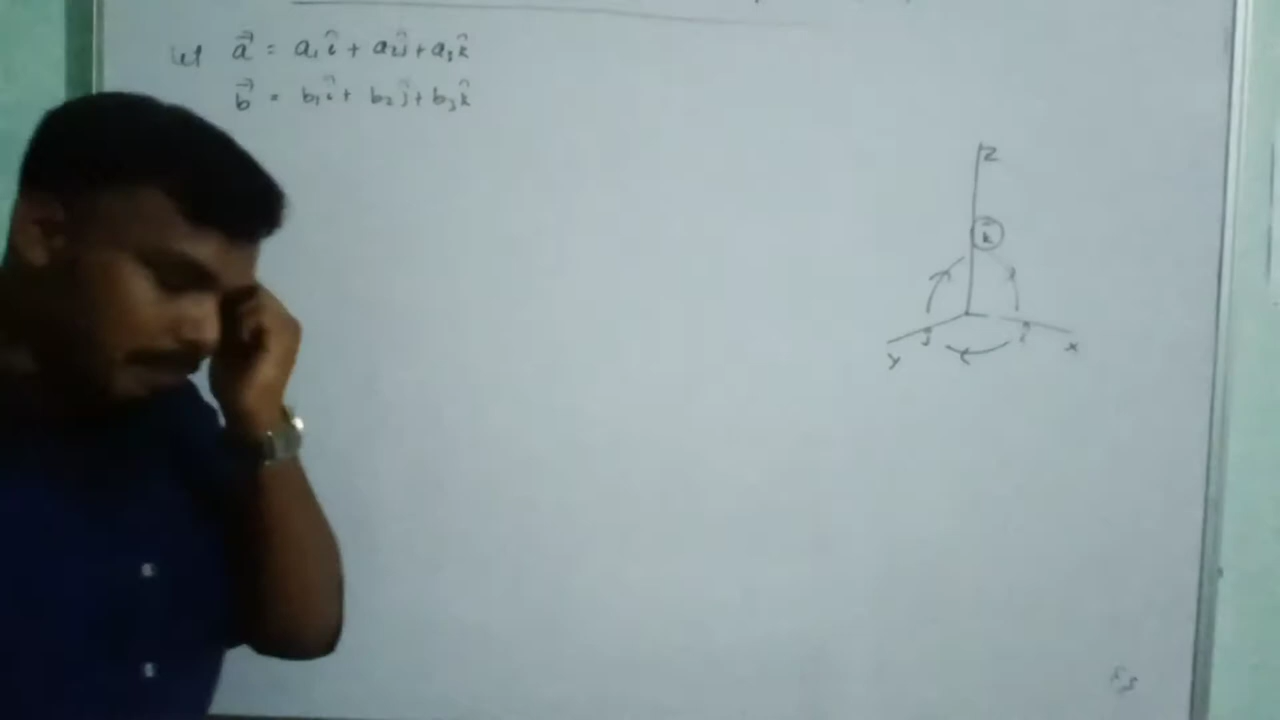 let a⃗ = a₁î + a₂ĵ + a₃k̂
b⃗ = b₁î + b₂ĵ + b₃k̂
z
k̂
ĵ
î
y
x